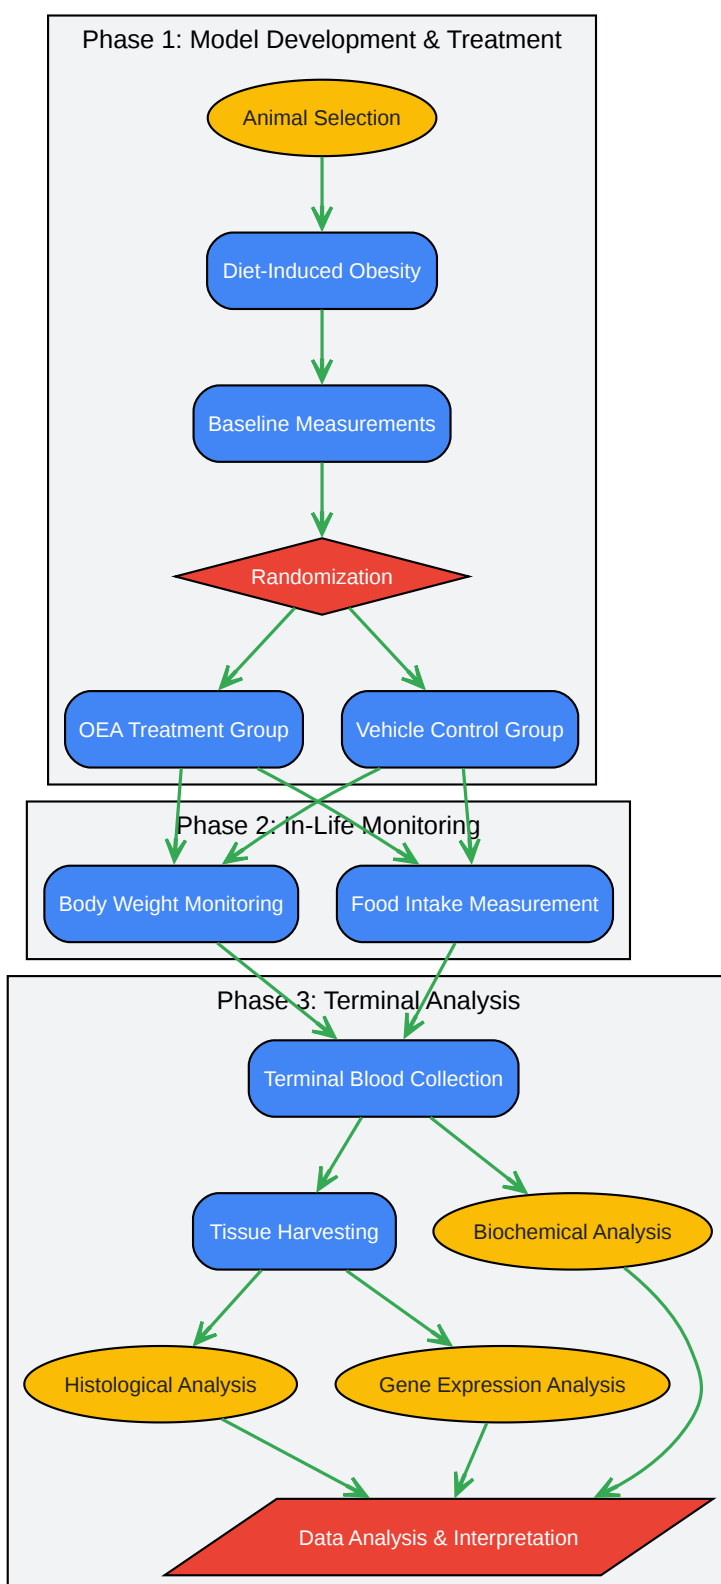 Phase 1: Model Development & Treatment
Animal Selection
Diet-Induced Obesity
Baseline Measurements
Randomization
OEA Treatment Group
Vehicle Control Group
Phase 2: In-Life Monitoring
Body Weight Monitoring
Food Intake Measurement
Phase 3: Terminal Analysis
Terminal Blood Collection
Tissue Harvesting
Biochemical Analysis
Histological Analysis
Gene Expression Analysis
Data Analysis & Interpretation